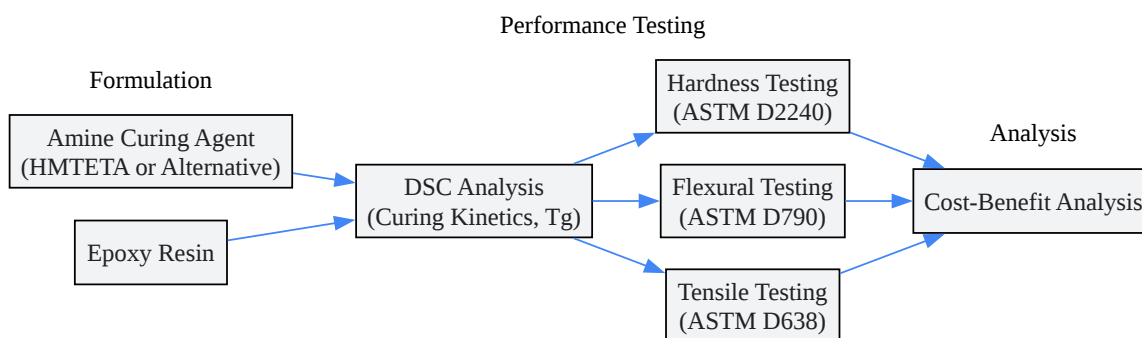 Performance Testing
Formulation
Amine Curing Agent
(HMTETA or Alternative)
Epoxy Resin
DSC Analysis
(Curing Kinetics, Tg)
Hardness Testing
(ASTM D2240)
Flexural Testing
(ASTM D790)
Tensile Testing
(ASTM D638)
Analysis
Cost-Benefit Analysis